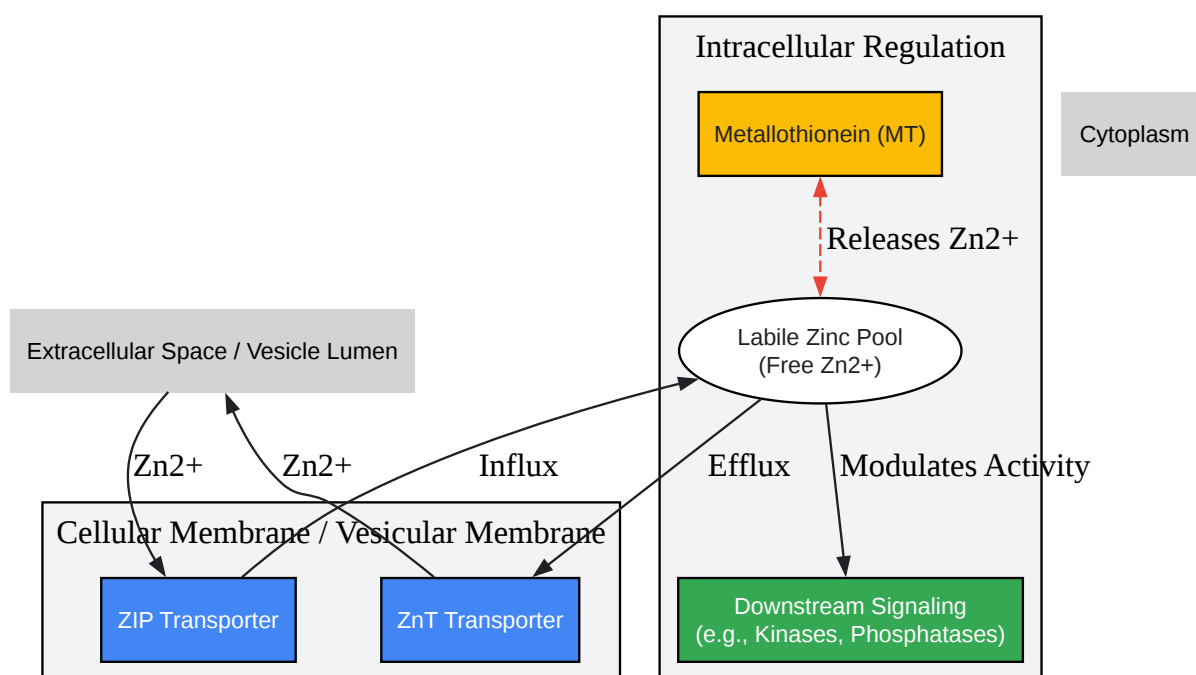 Intracellular Regulation
Metallothionein (MT)
Cytoplasm
Releases Zn2+
Extracellular Space / Vesicle Lumen
Labile Zinc Pool
(Free Zn2+)
Zn2+
Zn2+
Influx
Efflux
Modulates Activity
Cellular Membrane / Vesicular Membrane
ZIP Transporter
ZnT Transporter
Downstream Signaling
(e.g., Kinases, Phosphatases)